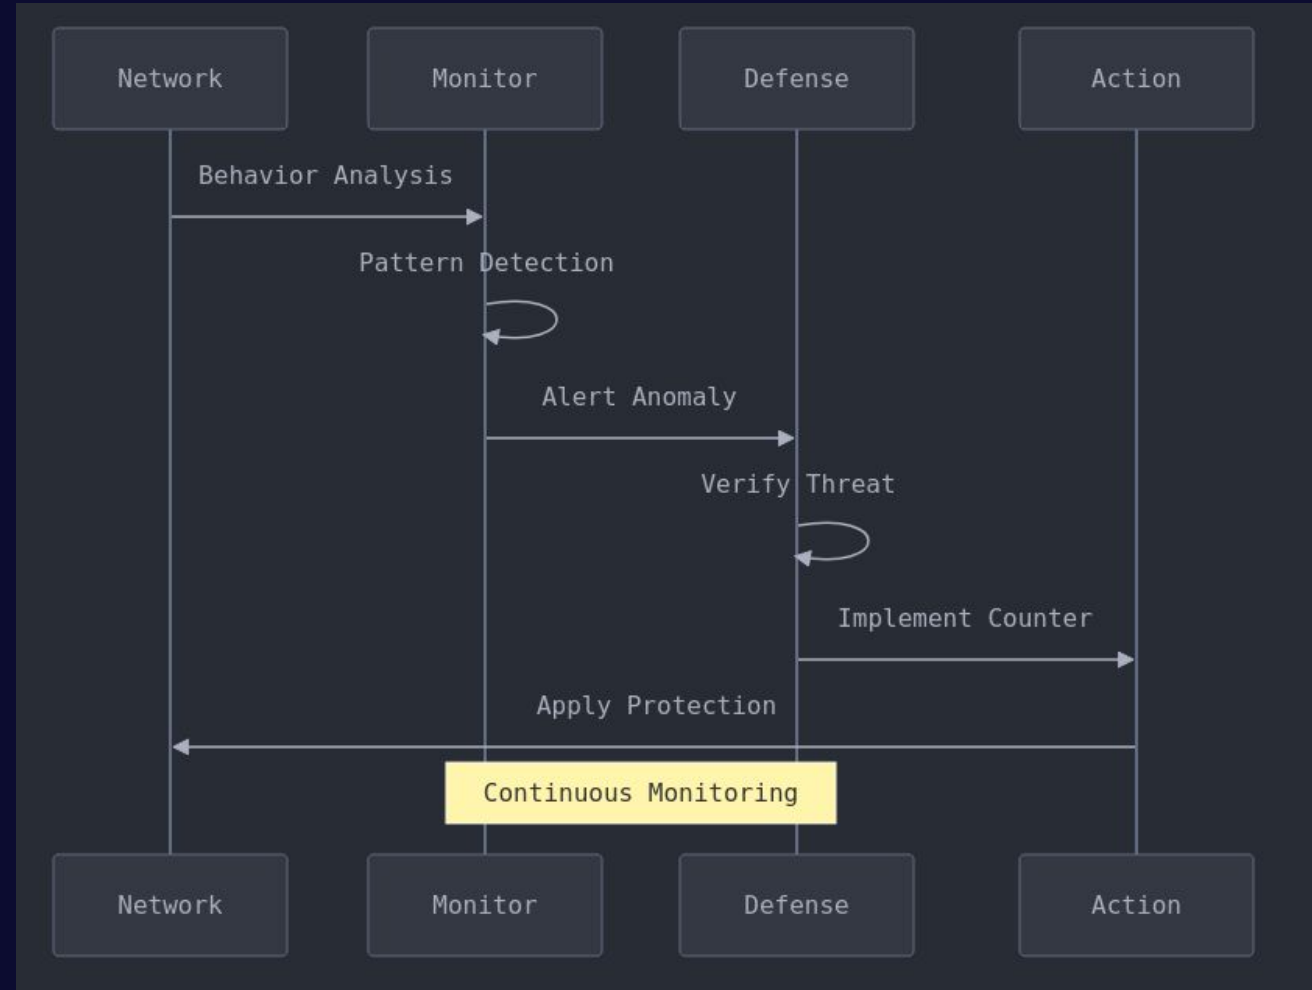 Network
Monitor
Defense
Action
Behavior Analysis
Pattern Detection
Alert Anomaly
Verify Threat
Implement Counter
Apply Protection
Continuous Monitoring
Network
Monitor
Defense
Action